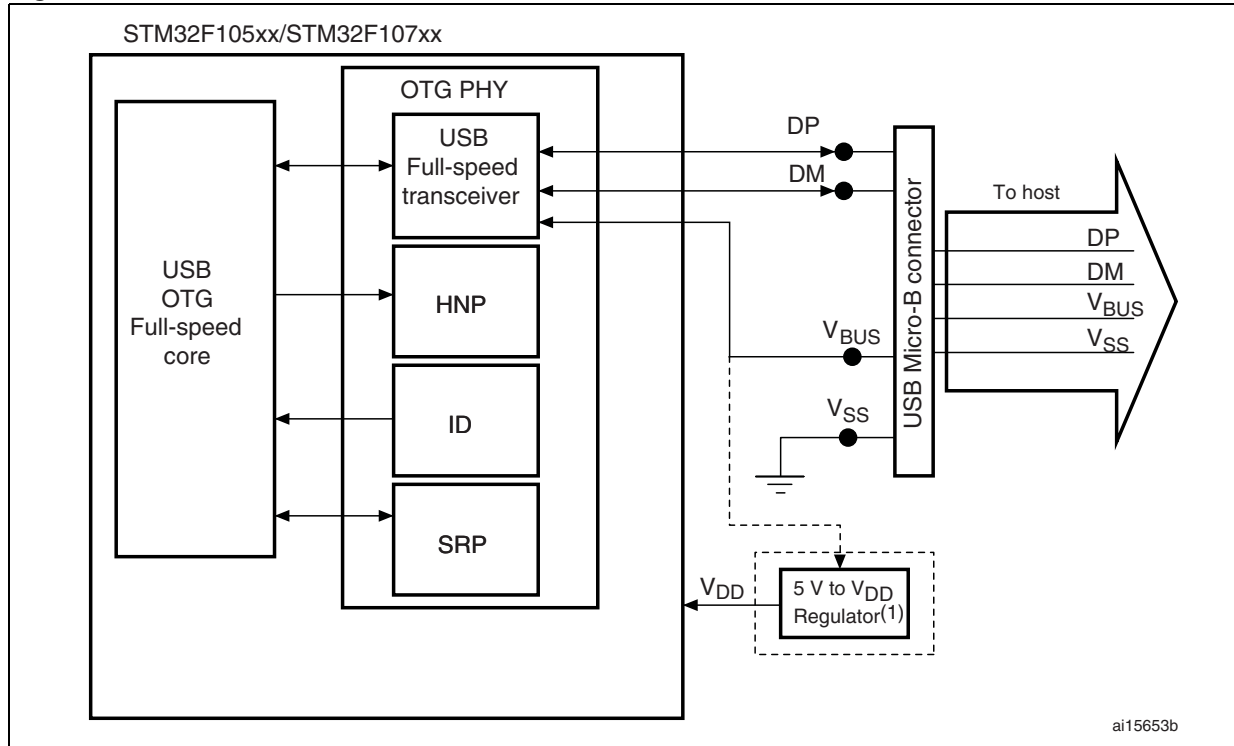 STM32F105xx/STM32F107xx
OTG PHY
USB
Full-speed
transceiver
HNP
ID
SRP
USB
OTG
Full-speed
core
DP
DM
VBUS
VSS
USB Micro-B connector
To host
DP
DM
VBUS
VSS
VDD
5 V to VDD
Regulator(1)
ai15653b